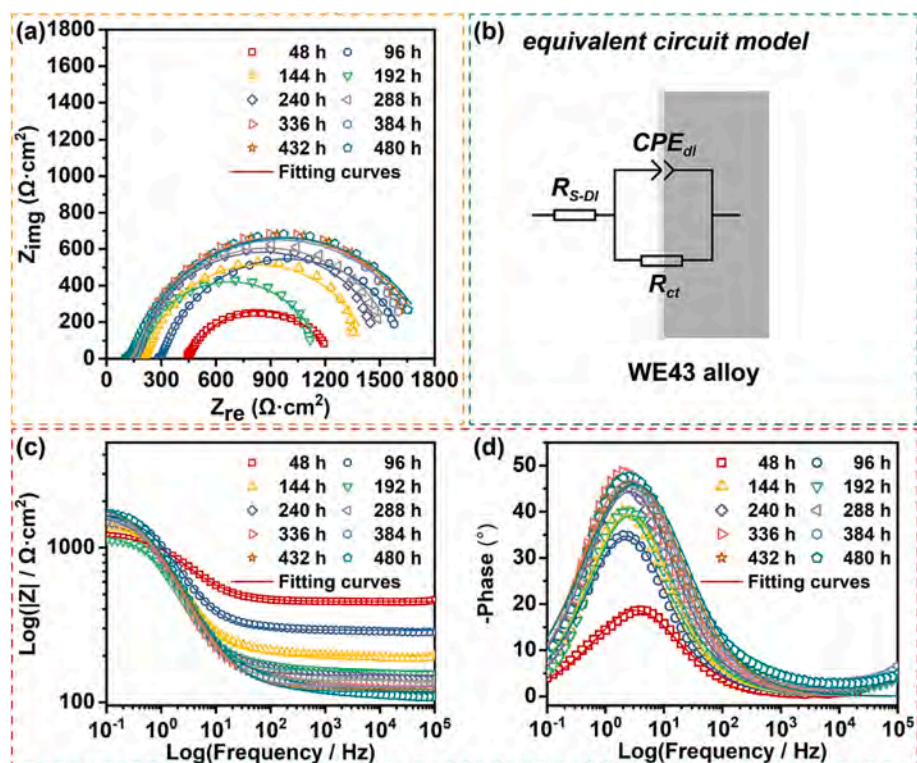 (a)
1800
1500
1200
900
600
400
200
0
0 300 600 900 1200 1500 1800
Zimg (Ω·cm²)
Zre (Ω·cm²)
48 h 96 h
144 h 192 h
240 h 288 h
336 h 384 h
432 h 480 h
Fitting curves
(b) equivalent circuit model
CPEdl
RS-DI
Rct
WE43 alloy
(c)
48 h 96 h
144 h 192 h
240 h 288 h
336 h 384 h
432 h 480 h
Fitting curves
Log(|Z| / Ω·cm²)
1000
100
10⁻¹ 10⁰ 10¹ 10² 10³ 10⁴ 10⁵
Log(Frequency / Hz)
(d)
48 h 96 h
144 h 192 h
240 h 288 h
336 h 384 h
432 h 480 h
Fitting curves
-Phase (°)
50
40
30
20
10
0
10⁻¹ 10⁰ 10¹ 10² 10³ 10⁴ 10⁵
Log(Frequency / Hz)